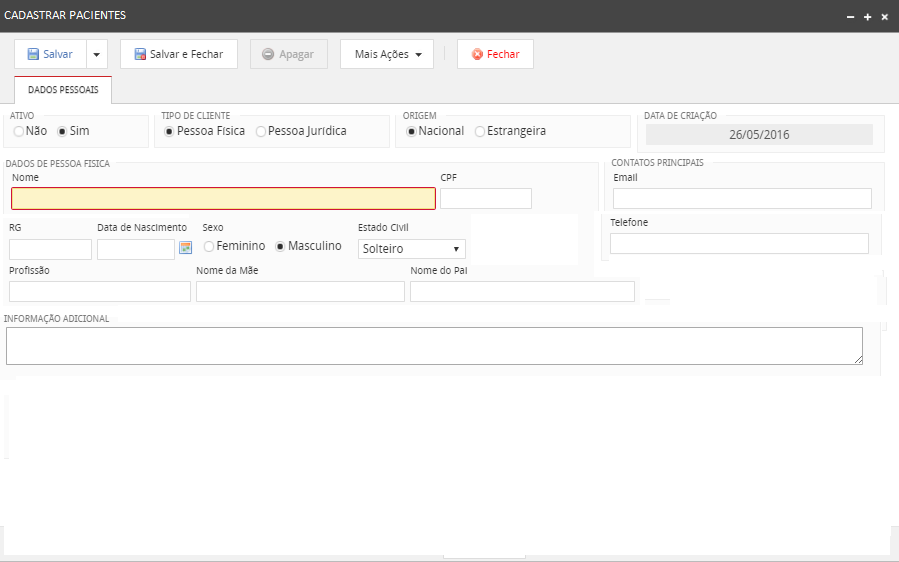 CADASTRAR PACIENTES
Salvar Salvar e Fechar Apagar Mais Ações Fechar
DADOS PESSOAIS
ATIVO TIPO DE CLIENTE ORIGEM DATA DE CRIAÇÃO
Não Sim Pessoa Física Pessoa Jurídica Nacional Estrangeira 26/05/2016
DADOS DE PESSOA FISICA CONTATOS PRINCIPAIS
Nome CPF Email
RG Data de Nascimento Sexo Estado Civil Telefone
Feminino Masculino Solteiro
Profissão Nome da Mãe Nome do Pai
INFORMAÇÃO ADICIONAL